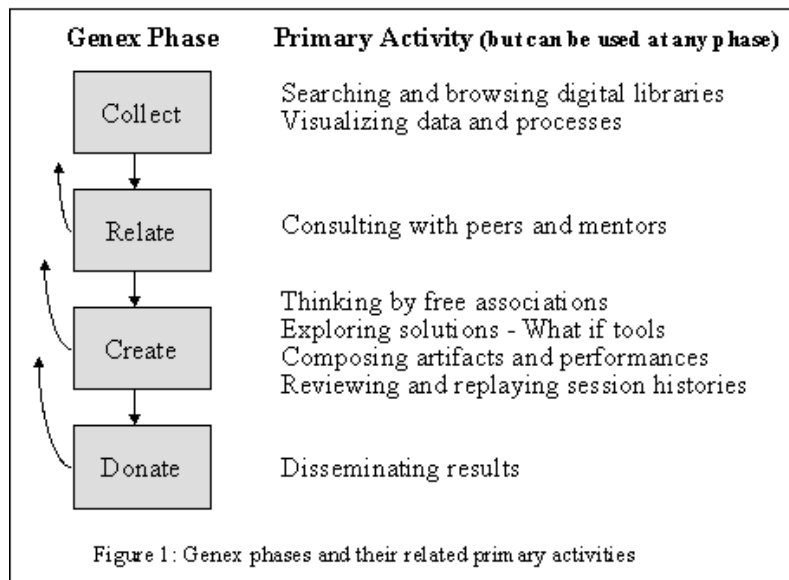 Genex Phase Primary Activity (but can be used at any phase)
Collect
Searching and browsing digital libraries
Visualizing data and processes
Relate
Consulting with peers and mentors
Create
Thinking by free associations
Exploring solutions - What if tools
Composing artifacts and performances
Reviewing and replaying session histories
Donate
Disseminating results
Figure 1: Genex phases and their related primary activities